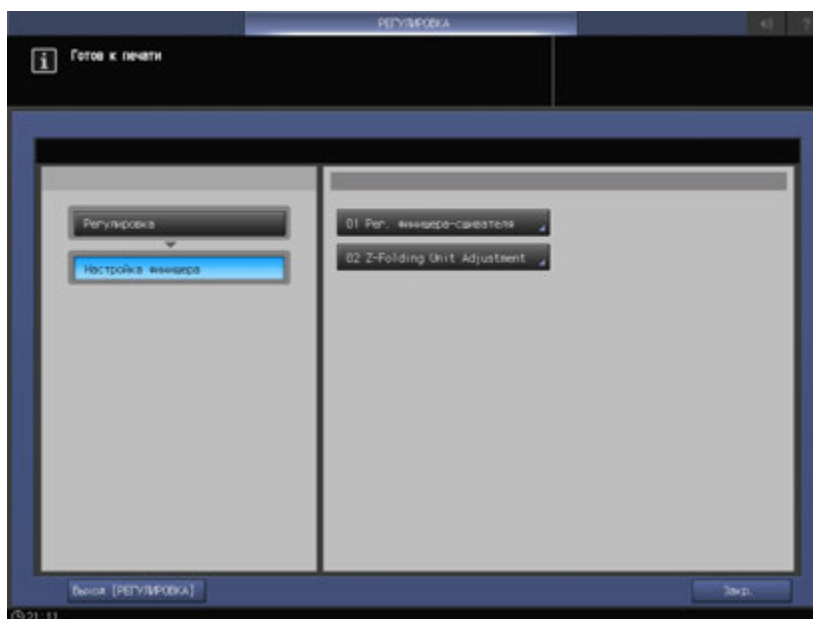 РЕГУЛИРОВКА
Готов к печати
Регулировка
Настройка финишера
01 Рег. финишера-сшивателя
02 Z-Folding Unit Adjustment
Выход [РЕГУЛИРОВКА]
Закр.
21:11